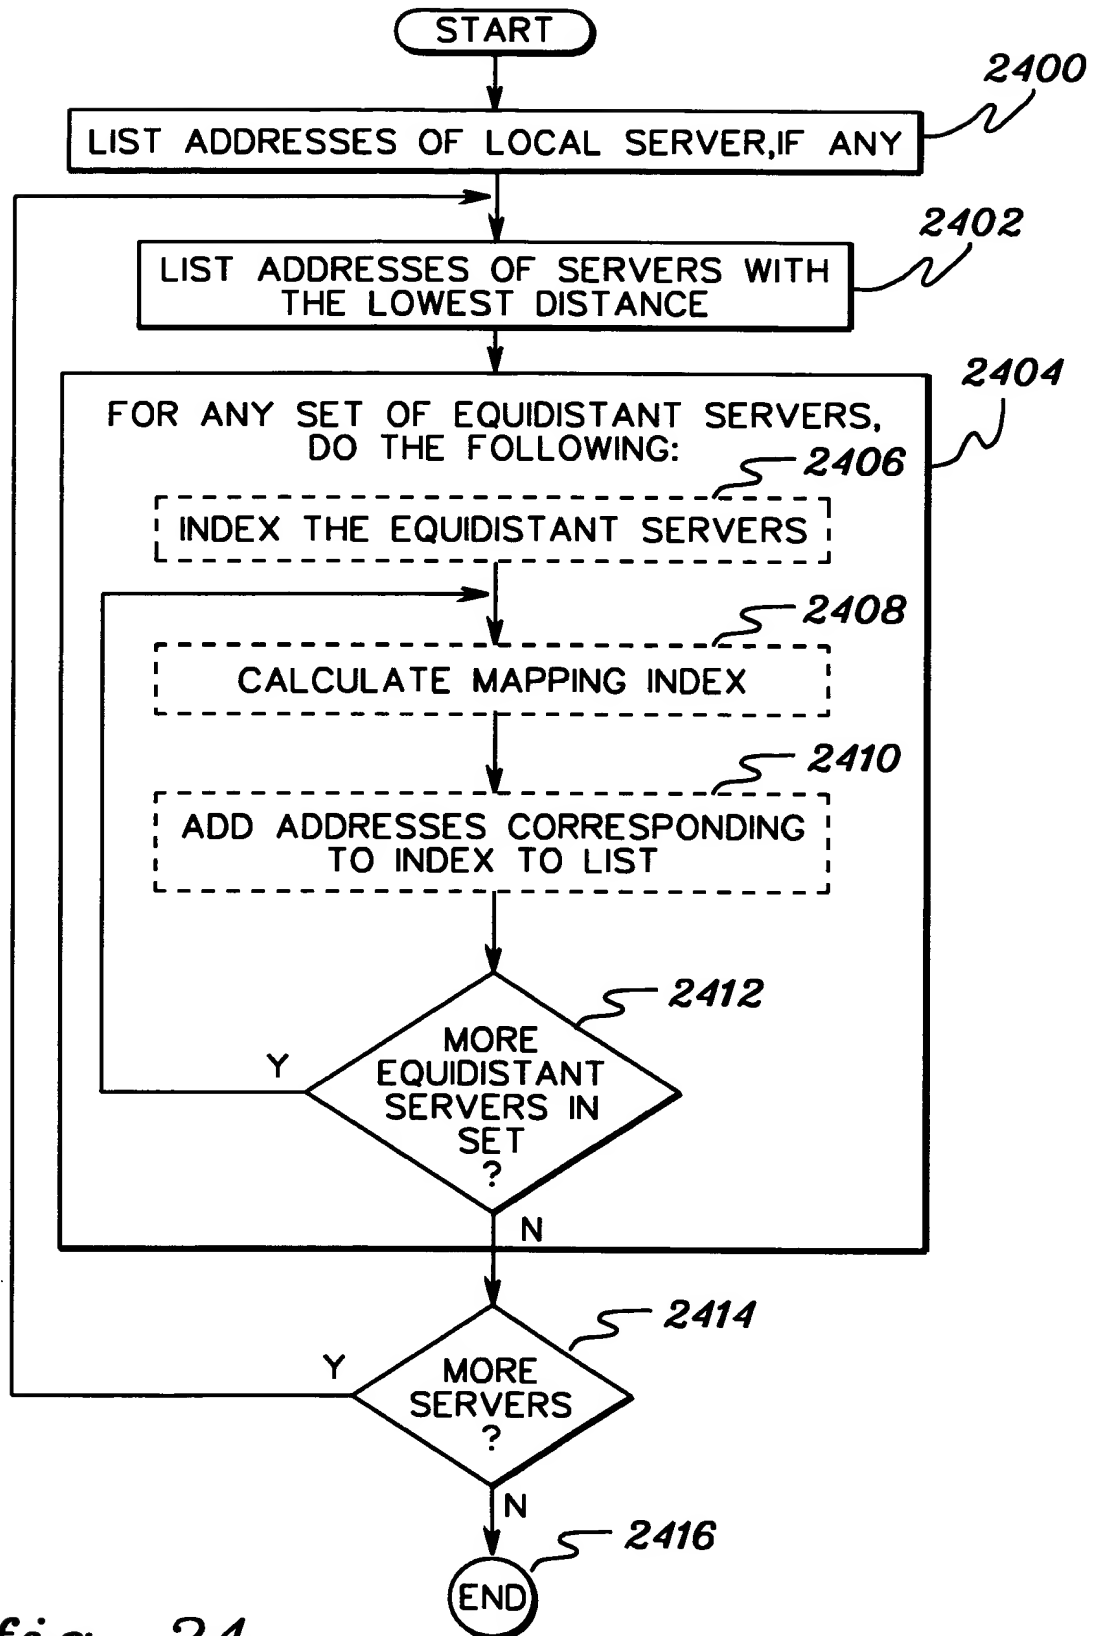 START
2400
LIST ADDRESSES OF LOCAL SERVER,IF ANY
2402
LIST ADDRESSES OF SERVERS WITH
THE LOWEST DISTANCE
2404
FOR ANY SET OF EQUIDISTANT SERVERS,
DO THE FOLLOWING:
2406
INDEX THE EQUIDISTANT SERVERS
2408
CALCULATE MAPPING INDEX
2410
ADD ADDRESSES CORRESPONDING
TO INDEX TO LIST
2412
MORE
EQUIDISTANT
SERVERS IN
SET
?
Y
N
2414
MORE
SERVERS
?
Y
N
2416
END
fig. 24